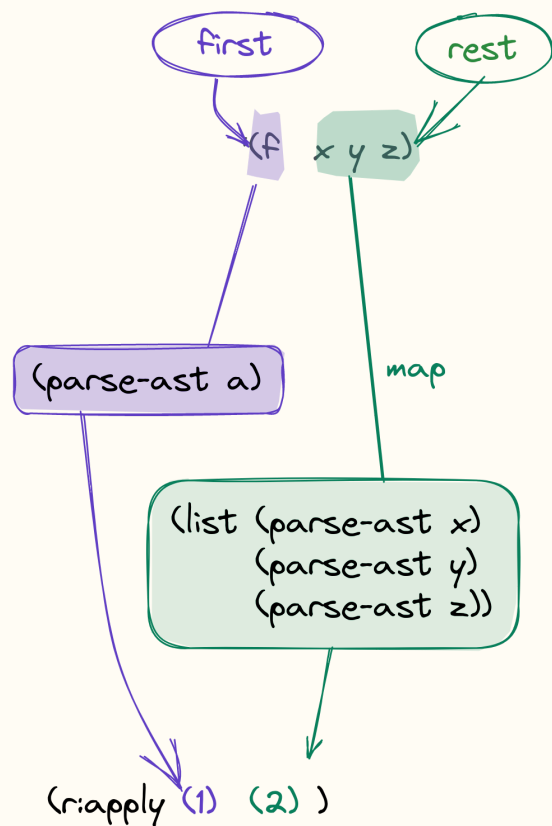 first
rest
(f x y z)
(parse-ast a)
map
(list (parse-ast x)
(parse-ast y)
(parse-ast z))
(r:apply (1) (2) )